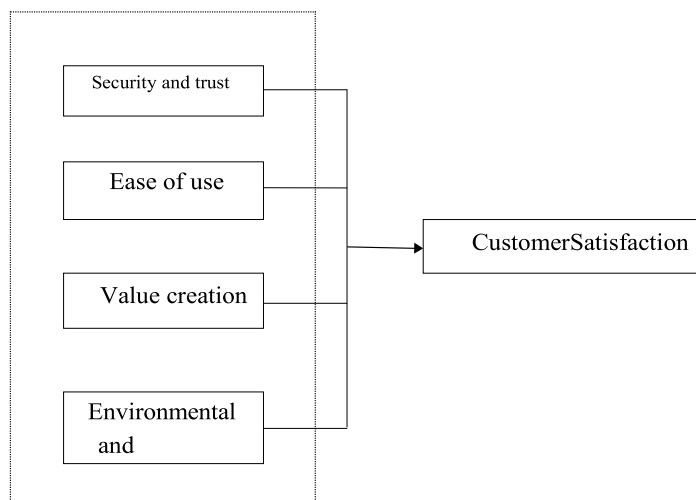 Security and trust
Ease of use
CustomerSatisfaction
Value creation
Environmental
and